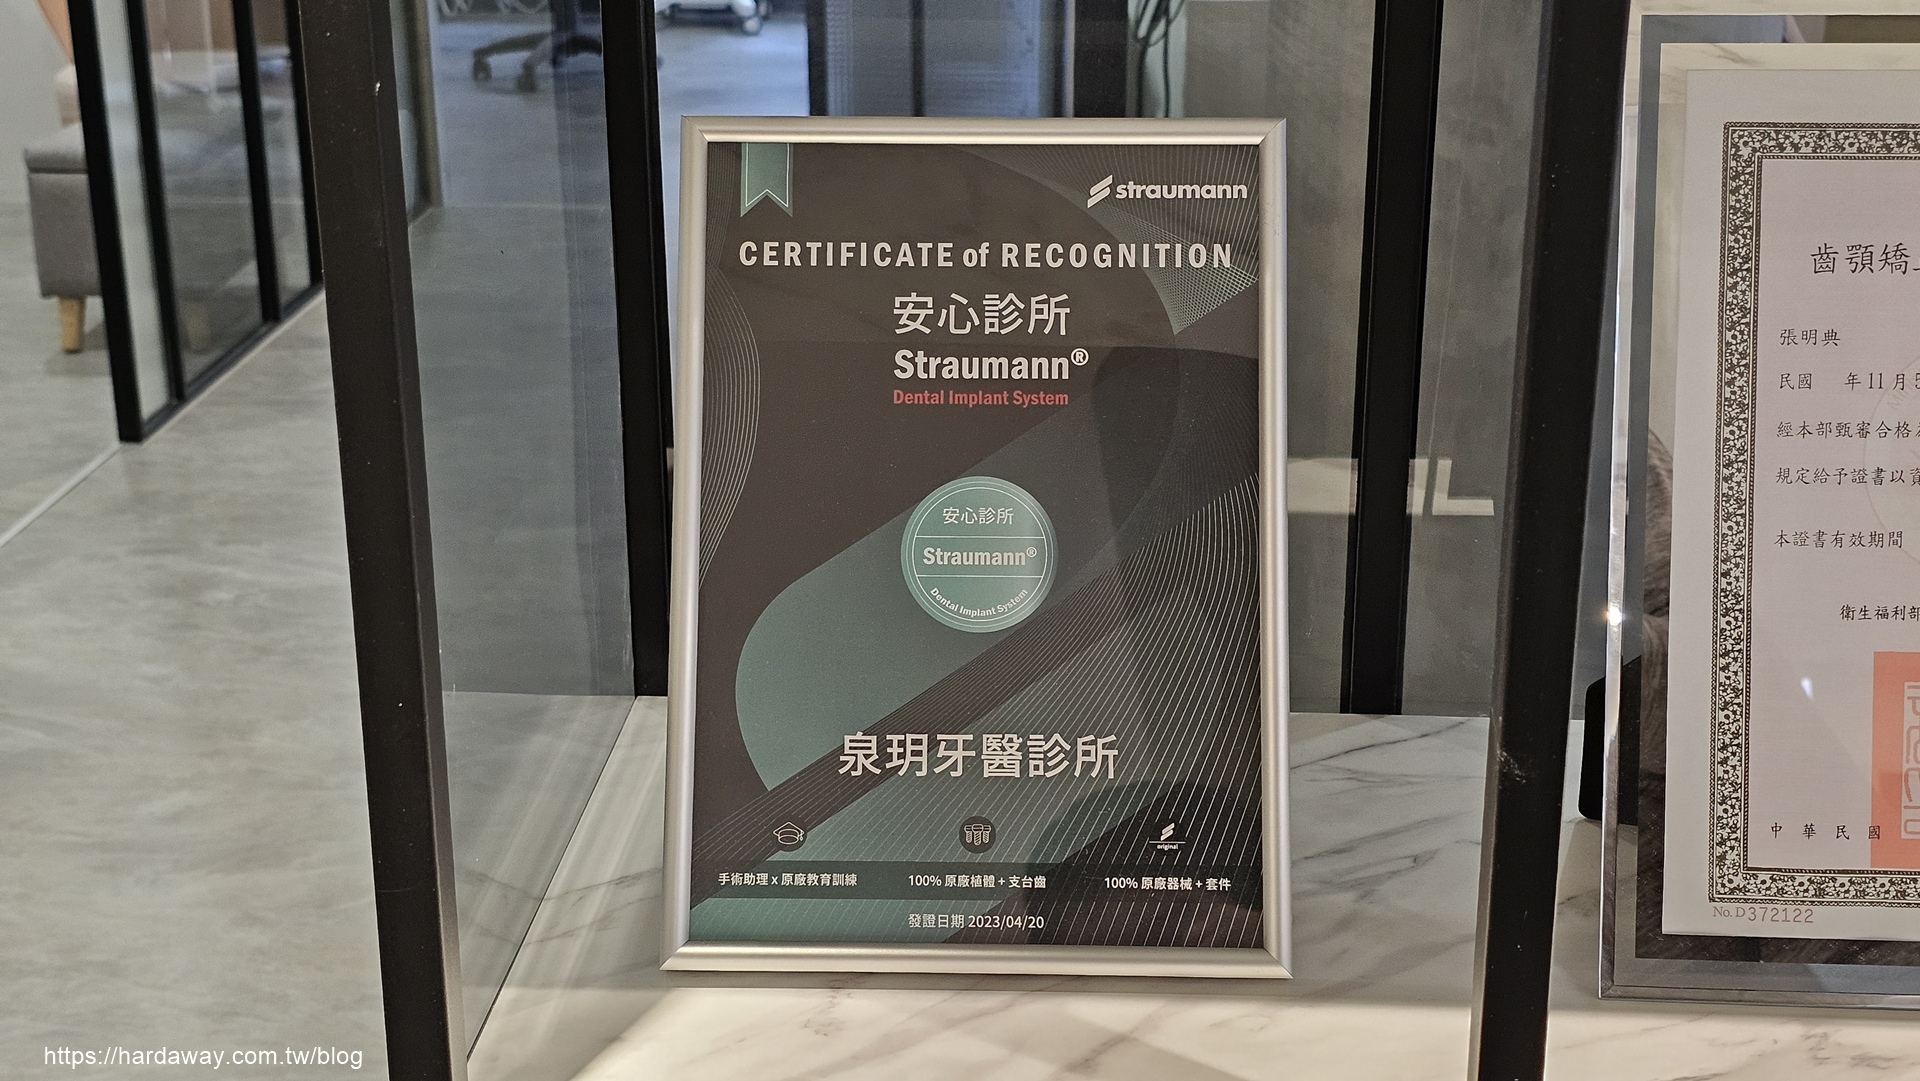 straumann
CERTIFICATE of RECOGNITION
安心診所
Straumann®
Dental Implant System
安心診所
Straumann®
Dental Implant System
泉玥牙醫診所
original
手術助理 x 原廠教育訓練
100% 原廠植體 + 支台齒
100% 原廠器械 + 套件
發證日期 2023/04/20
齒顎矯
張明典
民國 年11月5
經本部甄審合格
規定給予證書以資
本證書有效期間
衛生福利部
中華民國
No. D372122
https://hardaway.com.tw/blog